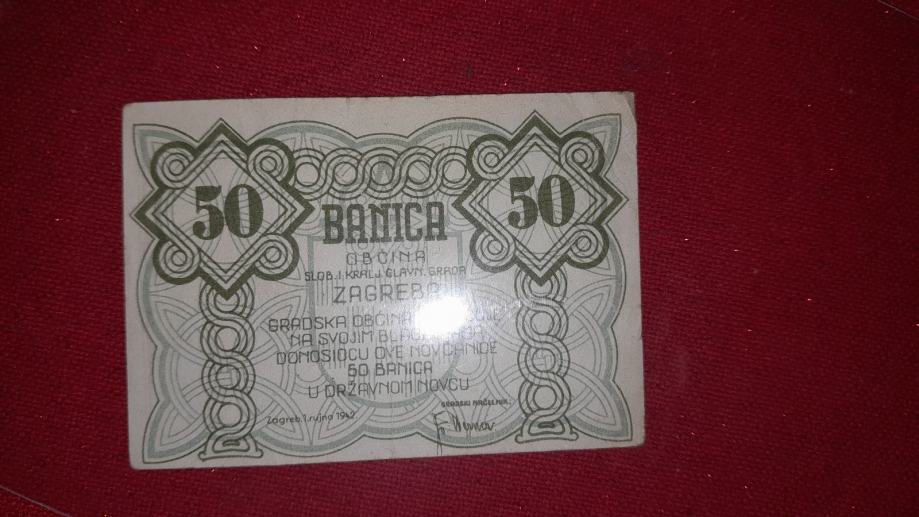 50
50
BANICA
OBĆINA
SLOB. I KRALJ. GLAVN. GRADA
ZAGREBA
GRADSKA OBĆINA
NA SVOJIM
DONOSIOCU OVE NOVČANICE
50 BANICA
U DRŽAVNOM NOVCU
Zagreb, 1. rujna 1942.
GRADSKI NAČELNIK: